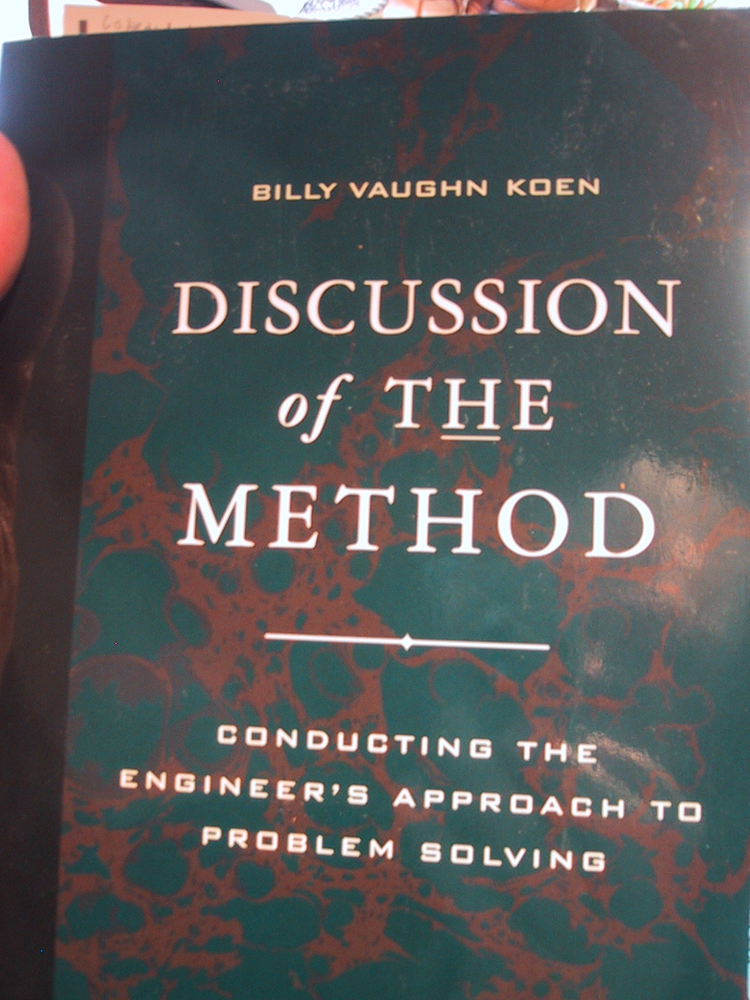 BILLY VAUGHN KOEN
DISCUSSION
of THE
METHOD
CONDUCTING THE
ENGINEER'S APPROACH TO
PROBLEM SOLVING